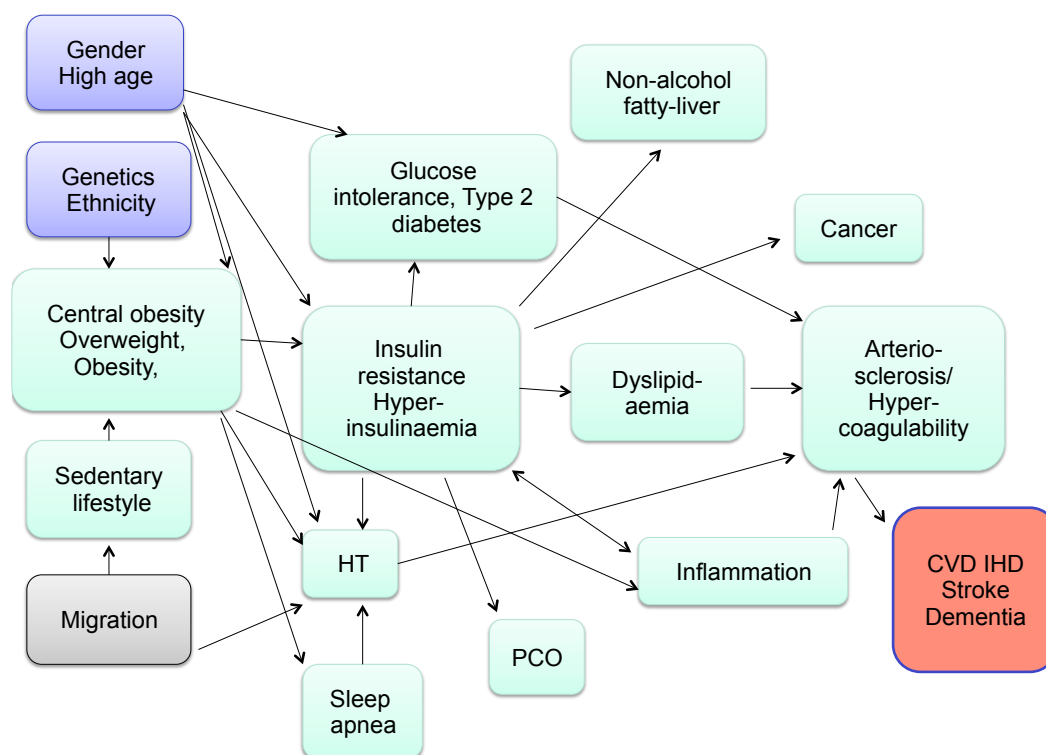 Gender
High age
Non-alcohol
fatty-liver
Genetics
Ethnicity
Glucose
intolerance, Type 2
diabetes
Cancer
Central obesity
Overweight,
Obesity,
Insulin
resistance
Hyper-
insulinaemia
Dyslipid-
aemia
Arterio-
sclerosis/
Hyper-
coagulability
Sedentary
lifestyle
HT
Inflammation
CVD IHD
Stroke
Dementia
Migration
PCO
Sleep
apnea